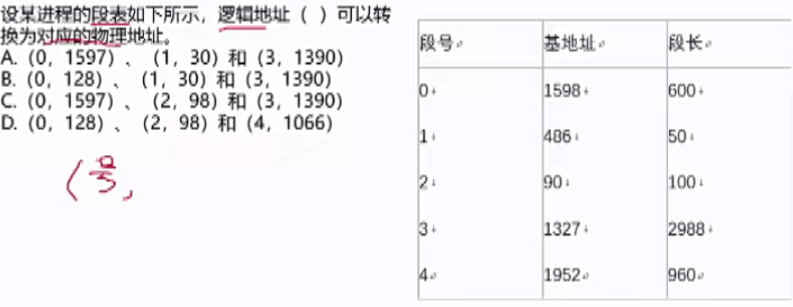 设某进程的段表如下所示，逻辑地址（ ）可以转
换为对应的物理地址。
A.（0，1597）、（1，30）和（3，1390）
B.（0，128）、（1，30）和（3，1390）
C.（0，1597）、（2，98）和（3，1390）
D.（0，128）、（2，98）和（4，1066）
段号 基地址 段长
0 1598 600
1 486 50
2 90 100
3 1327 2988
4 1952 960